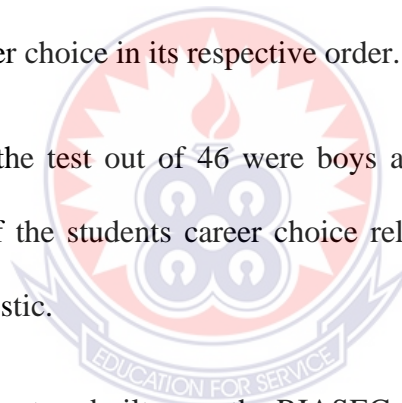 er choice in its respective order.
the test out of 46 were boys a
f the students career choice rel
stic.
EDUCATION FOR SERVICE